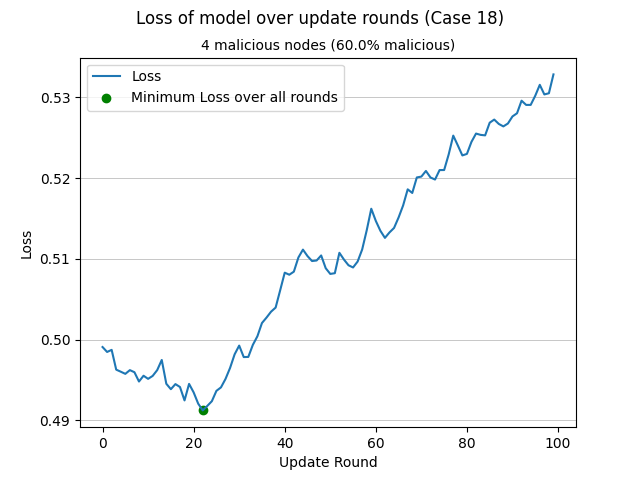 Loss of model over update rounds (Case 18)
4 malicious nodes (60.0% malicious)
Loss
Minimum Loss over all rounds
0.53
0.52
0.51
0.50
0.49
Loss
0 20 40 60 80 100
Update Round